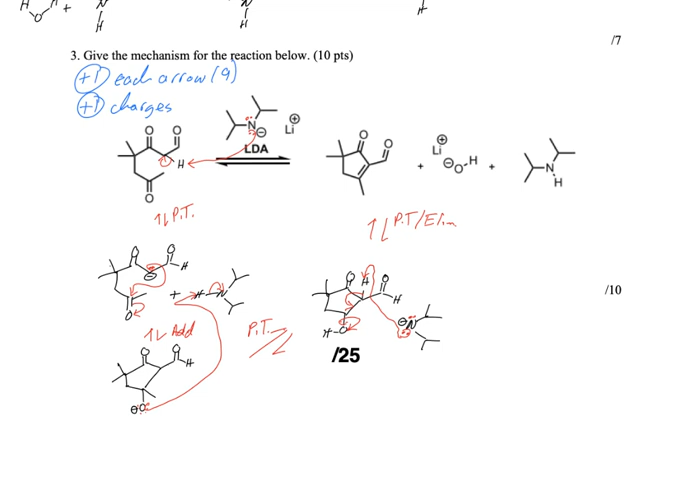 /7
3. Give the mechanism for the reaction below. (10 pts)
+1 each arrow (9)
+1 charges
O O
H
N ⊖ Li ⊕
LDA
O
O O
+ Li ⊕ ⊖ O-H + N H
1↓ P.T.
1↓ P.T/Elim
O O H
⊖
O
+ H-N
O H O H
H-O
⊖N
/10
1↓ Add
P.T.
/25
O O H
⊖O